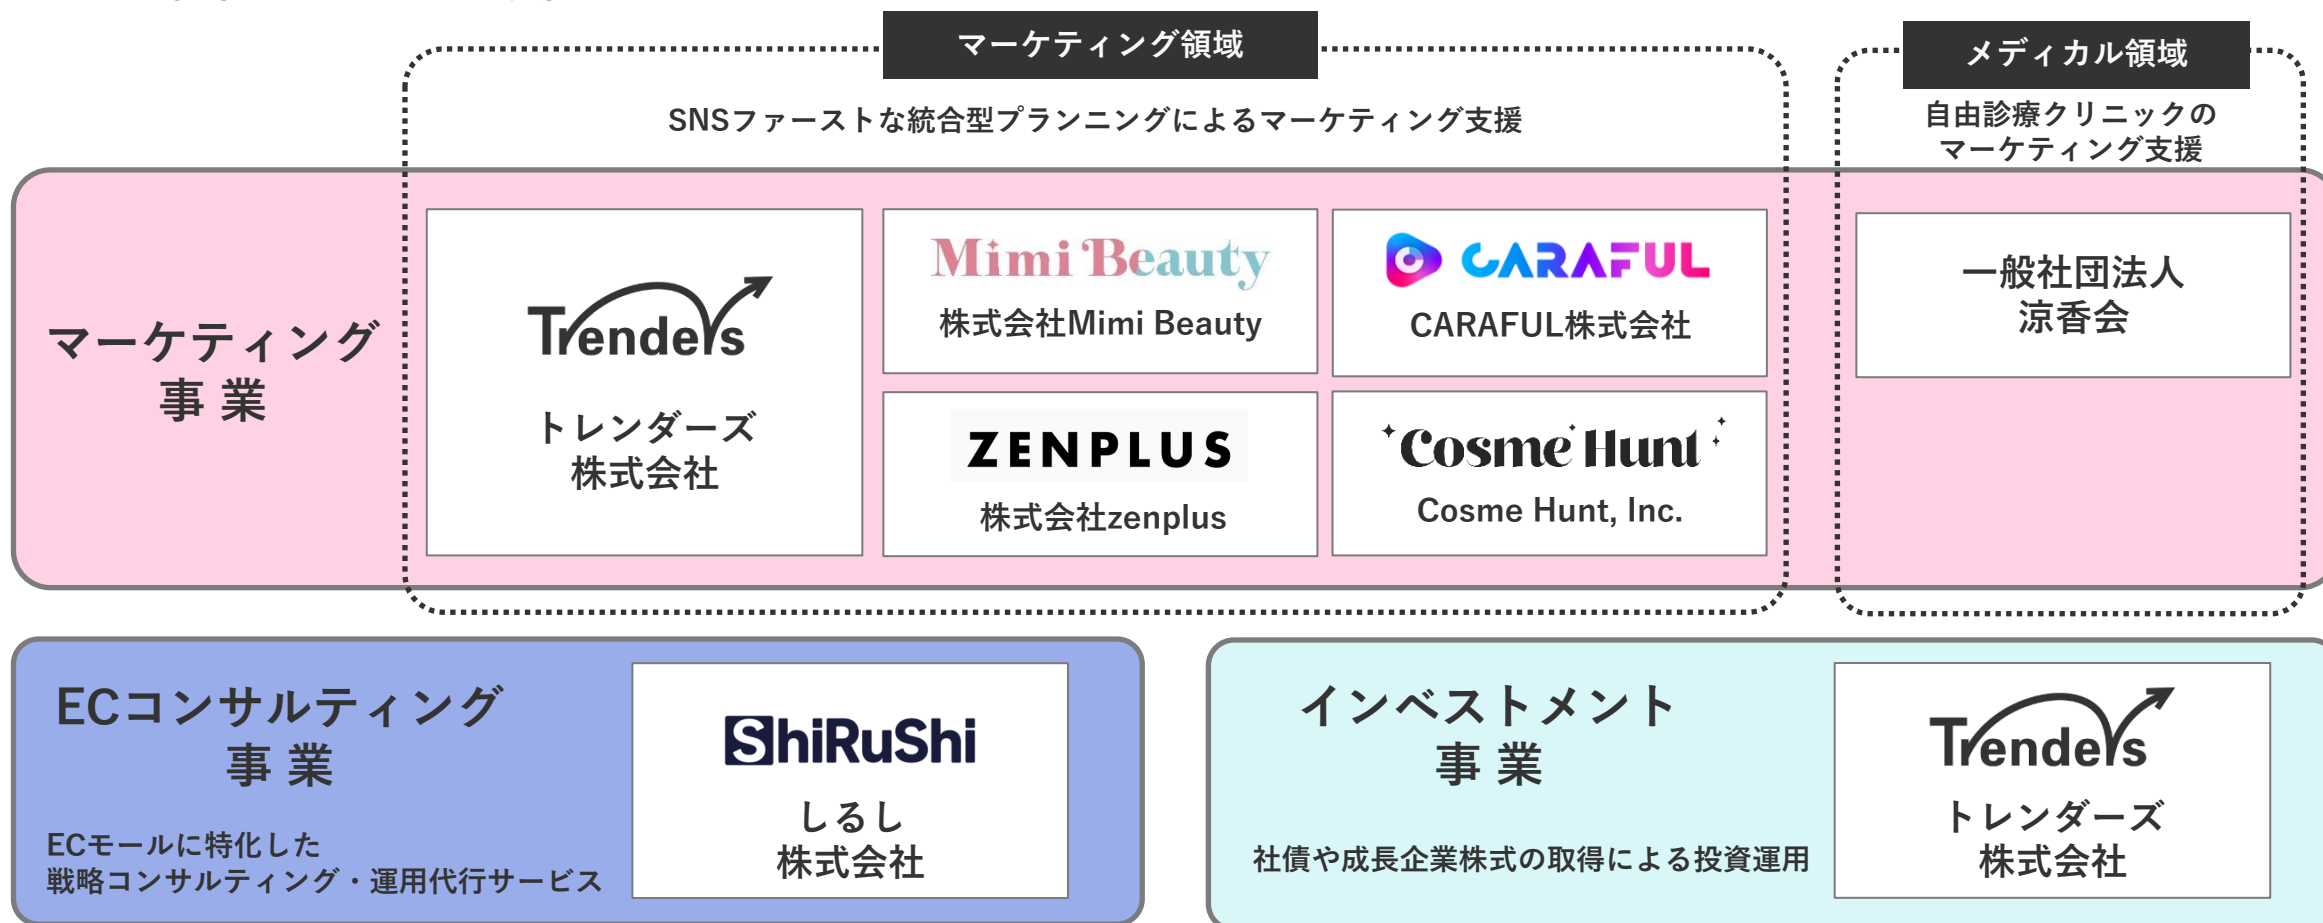 マーケティング領域
SNSファーストな統合型プランニングによるマーケティング支援
メディカル領域
自由診療クリニックの
マーケティング支援
マーケティング
事業
Trenders
トレンダーズ
株式会社
Mimi Beauty
株式会社Mimi Beauty
CARAFUL
CARAFUL株式会社
ZENPLUS
株式会社zenplus
Cosme Hunt
Cosme Hunt, Inc.
一般社団法人
涼香会
ECコンサルティング
事業
ECモールに特化した
戦略コンサルティング・運用代行サービス
ShiRuShi
しるし
株式会社
インベストメント
事業
社債や成長企業株式の取得による投資運用
Trenders
トレンダーズ
株式会社